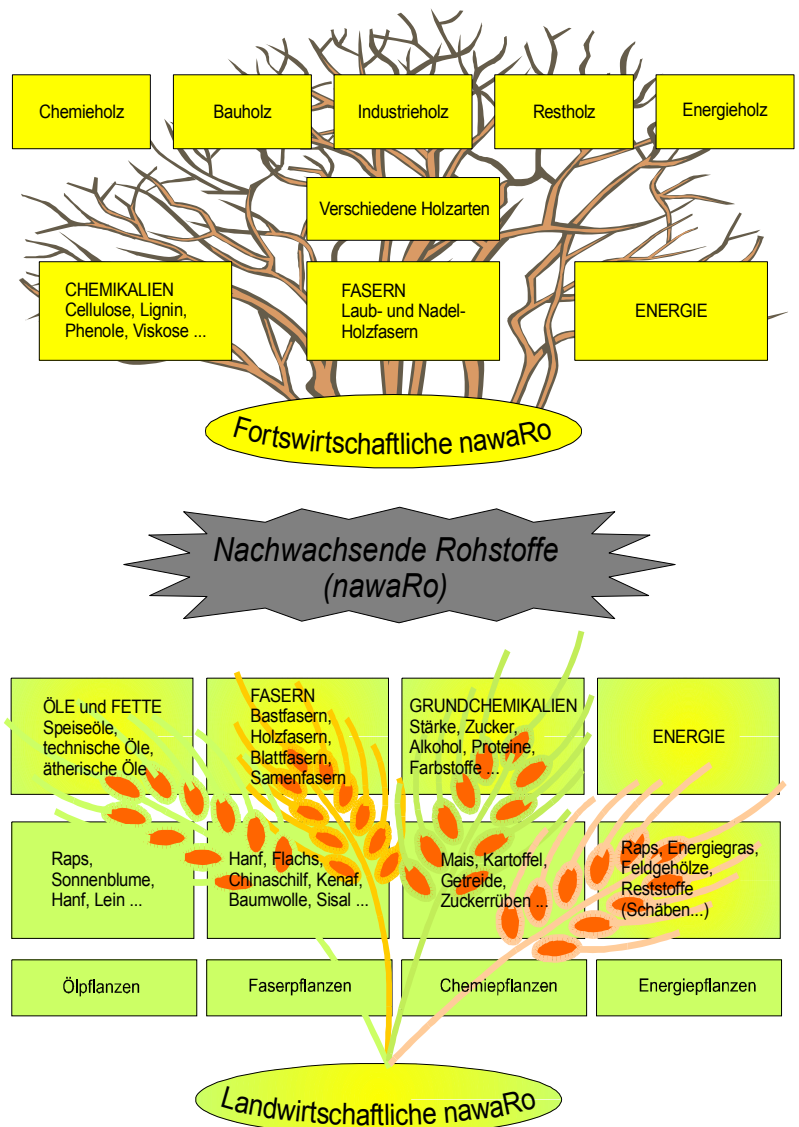 Chemieholz
Bauholz
Industrieholz
Restholz
Energieholz
Verschiedene Holzarten
CHEMIKALIEN
Cellulose, Lignin,
Phenole, Viskose ...
FASERN
Laub- und Nadel-
Holzfasern
ENERGIE
Fortswirtschaftliche nawaRo
Nachwachsende Rohstoffe
(nawaRo)
ÖLE und FETTE
Speiseöle,
technische Öle,
ätherische Öle
FASERN
Bastfasern,
Holzfasern,
Blattfasern,
Samenfasern
GRUNDCHEMIKALIEN
Stärke, Zucker,
Alkohol, Proteine,
Farbstoffe ...
ENERGIE
Raps,
Sonnenblume,
Hanf, Lein ...
Hanf, Flachs,
Chinaschilf, Kenaf,
Baumwolle, Sisal ...
Mais, Kartoffel,
Getreide,
Zuckerrüben ...
Raps, Energiegras,
Feldgehölze,
Reststoffe
(Schäben...)
Ölpflanzen
Faserpflanzen
Chemiepflanzen
Energiepflanzen
Landwirtschaftliche nawaRo